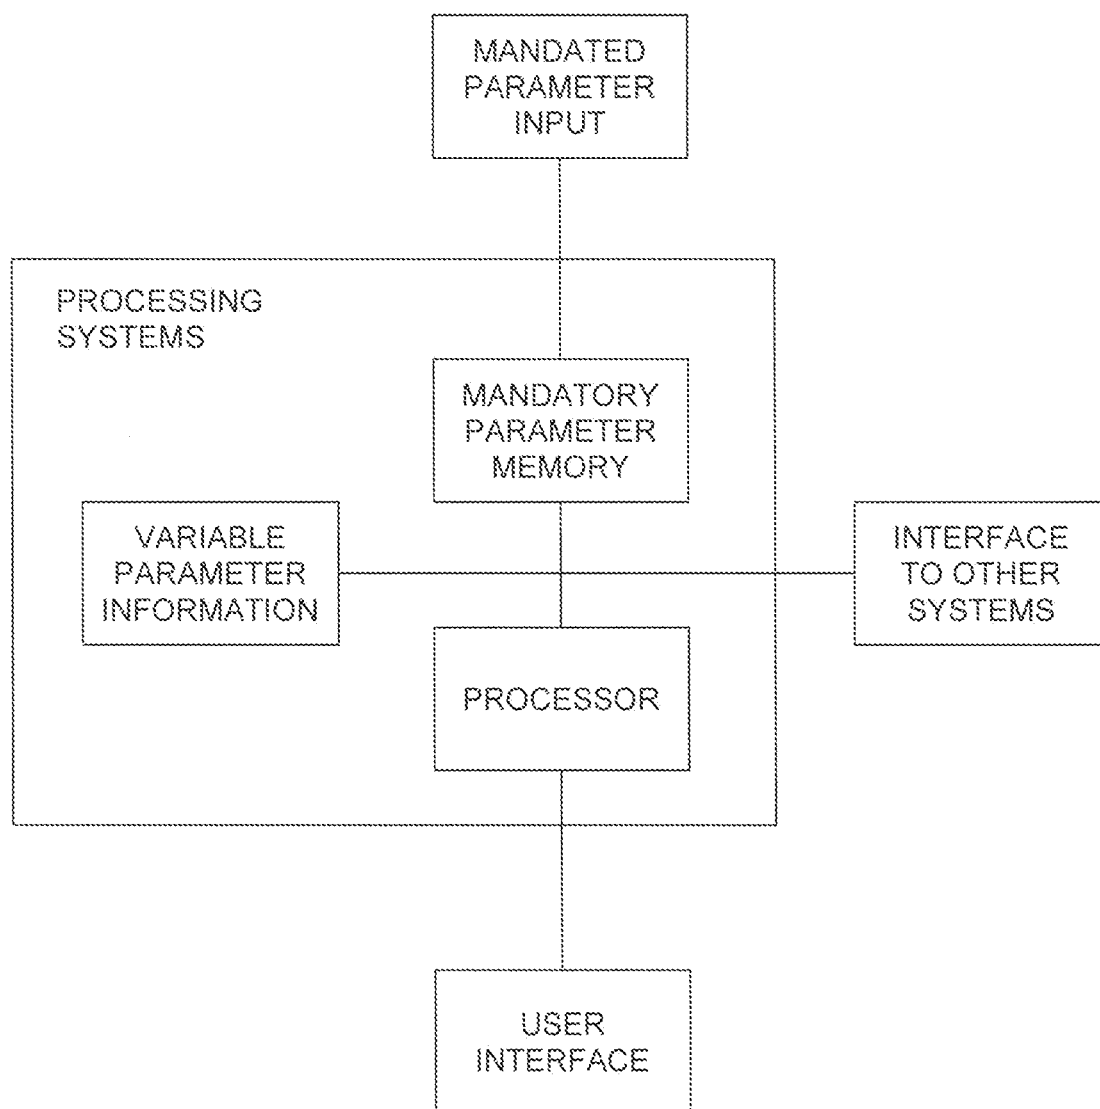 MANDATED
PARAMETER
INPUT
PROCESSING
SYSTEMS
MANDATORY
PARAMETER
MEMORY
VARIABLE
PARAMETER
INFORMATION
INTERFACE
TO OTHER
SYSTEMS
PROCESSOR
USER
INTERFACE